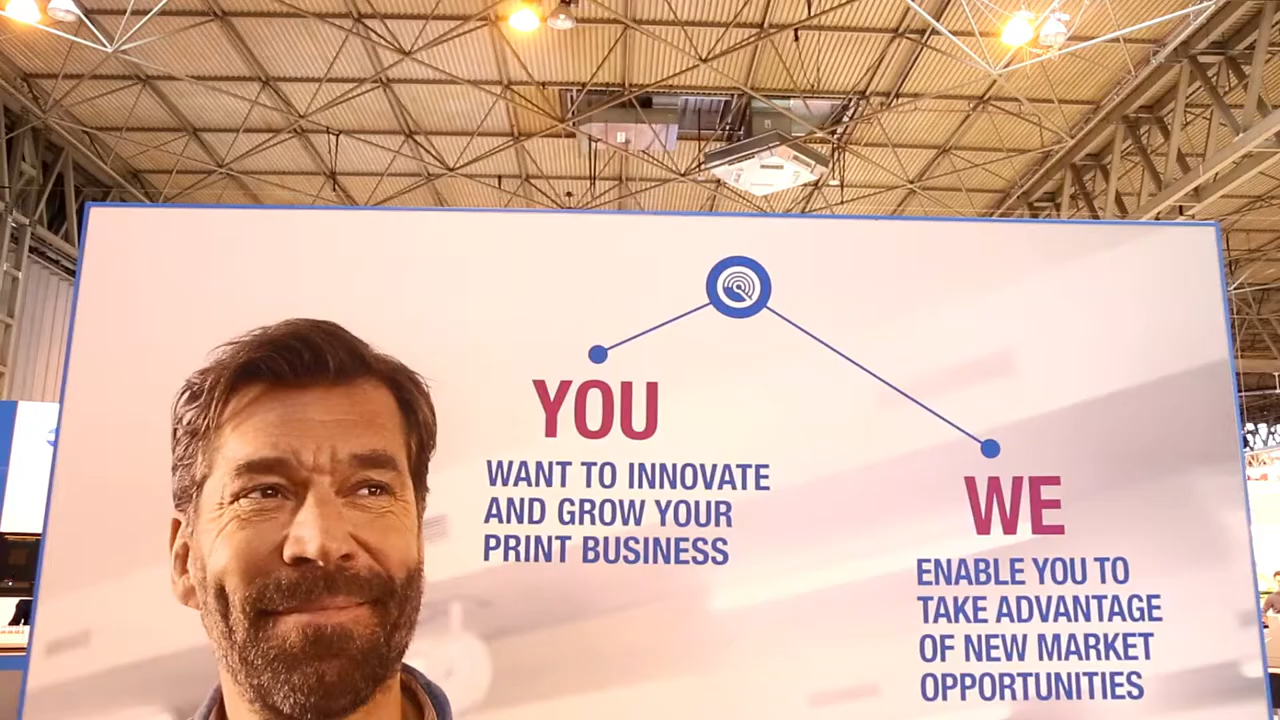 YOU
WANT TO INNOVATE
AND GROW YOUR
PRINT BUSINESS
WE
ENABLE YOU TO
TAKE ADVANTAGE
OF NEW MARKET
OPPORTUNITIES